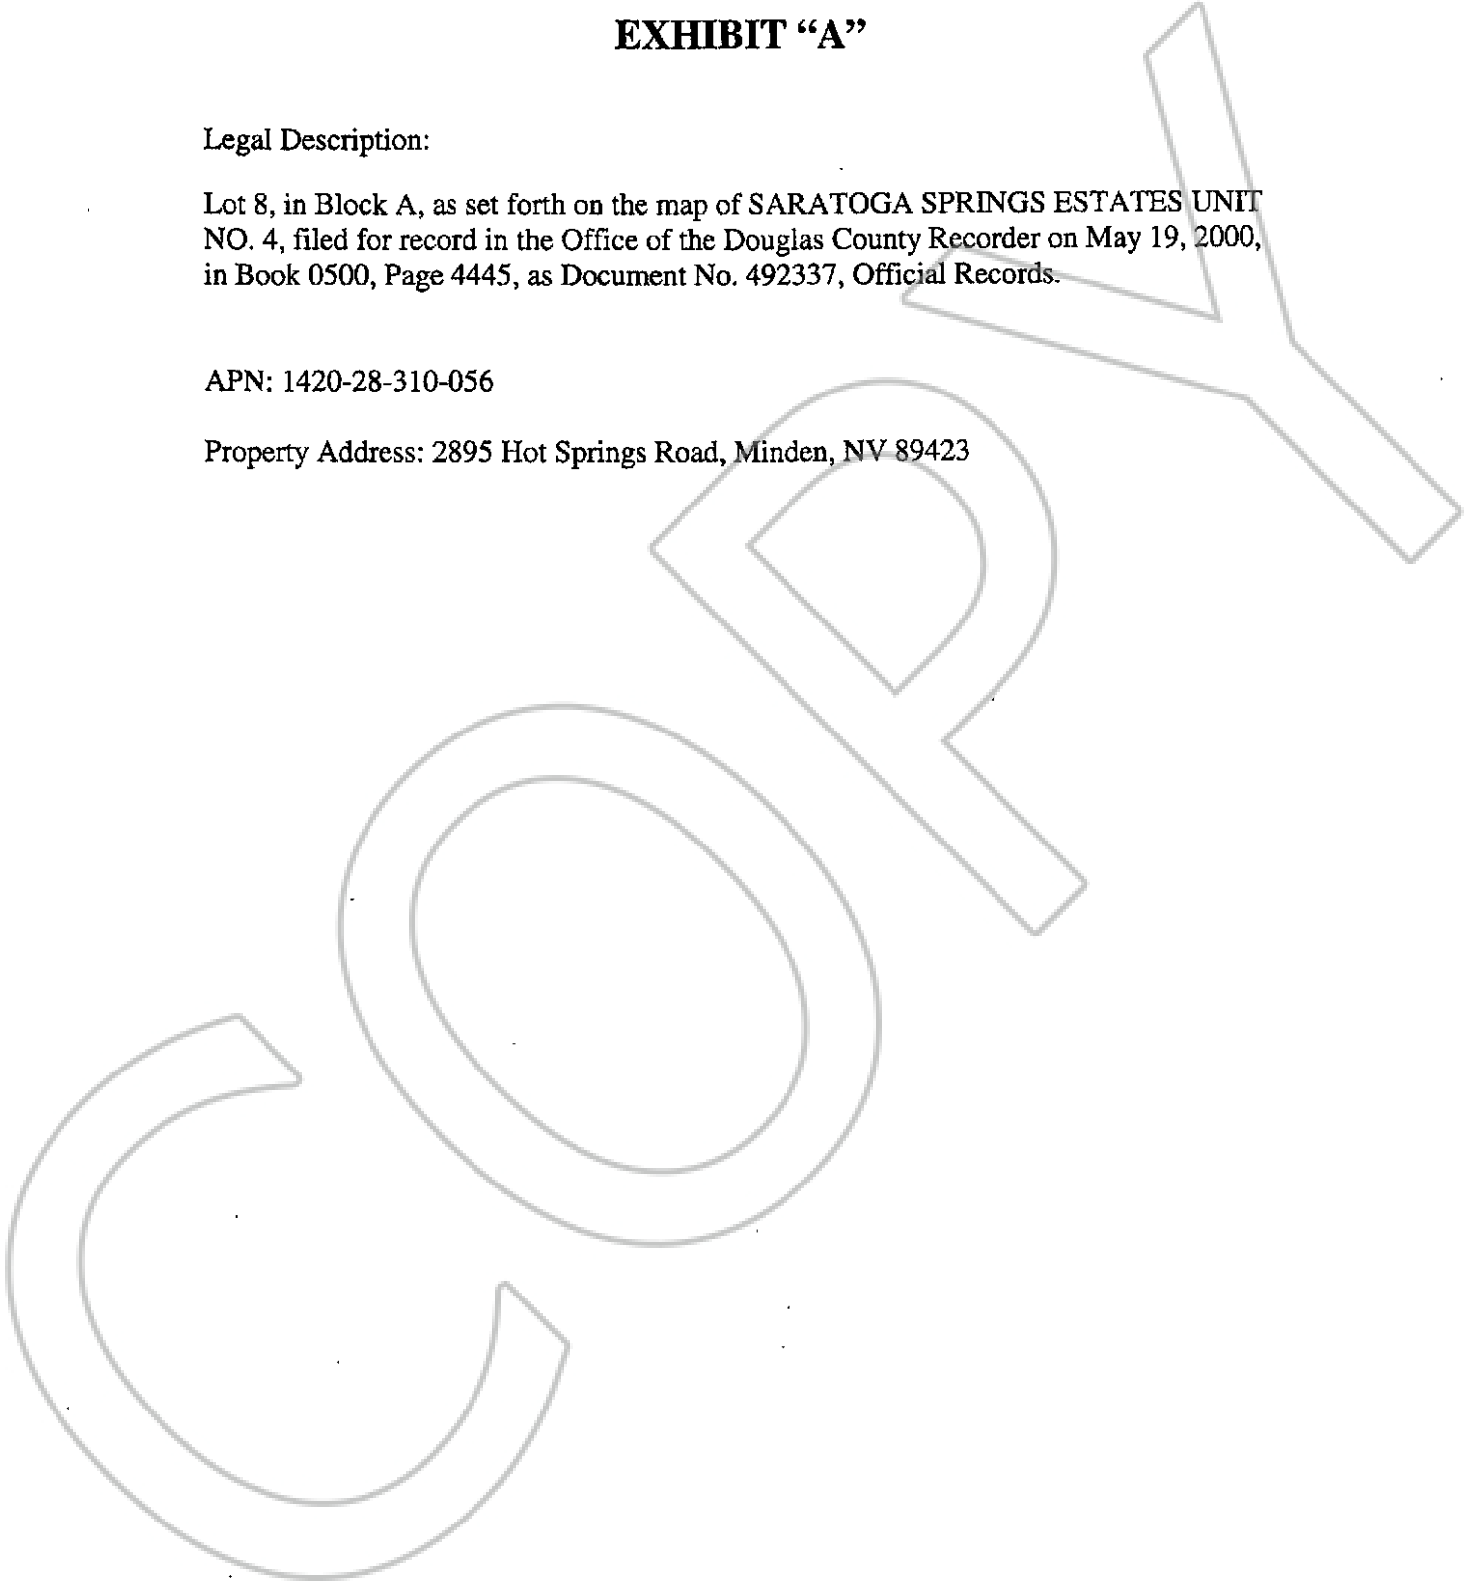 EXHIBIT “A”
Legal Description:
Lot 8, in Block A, as set forth on the map of SARATOGA SPRINGS ESTATES UNIT
NO. 4, filed for record in the Office of the Douglas County Recorder on May 19, 2000,
in Book 0500, Page 4445, as Document No. 492337, Official Records.
APN: 1420-28-310-056
Property Address: 2895 Hot Springs Road, Minden, NV 89423
COPY